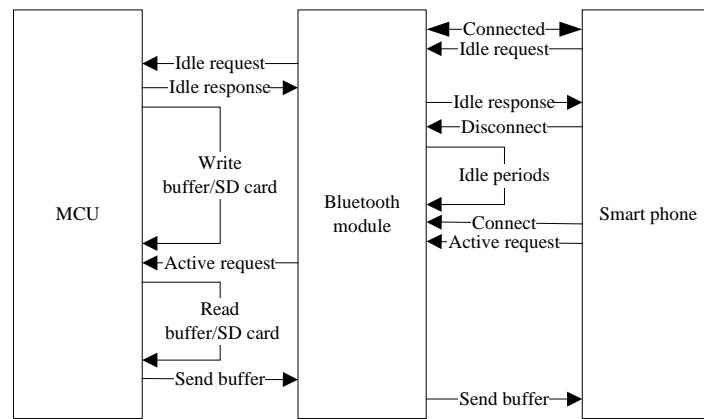 Connected
Idle request
Idle request
Idle response
Idle response
Disconnect
Write
buffer/SD card
Idle periods
MCU
Bluetooth
module
Smart phone
Connect
Active request
Active request
Read
buffer/SD card
Send buffer
Send buffer